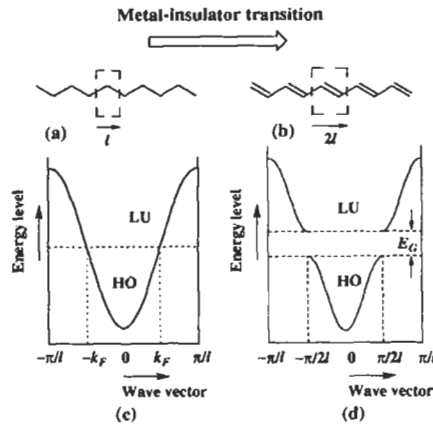 Metal-insulator transition
(a)
l
(b)
2l
Energy level
LU
HO
−π/l −k_F 0 k_F π/l
Wave vector
(c)
Energy level
LU
E_G
HO
−π/l −π/2l 0 π/2l π/l
Wave vector
(d)